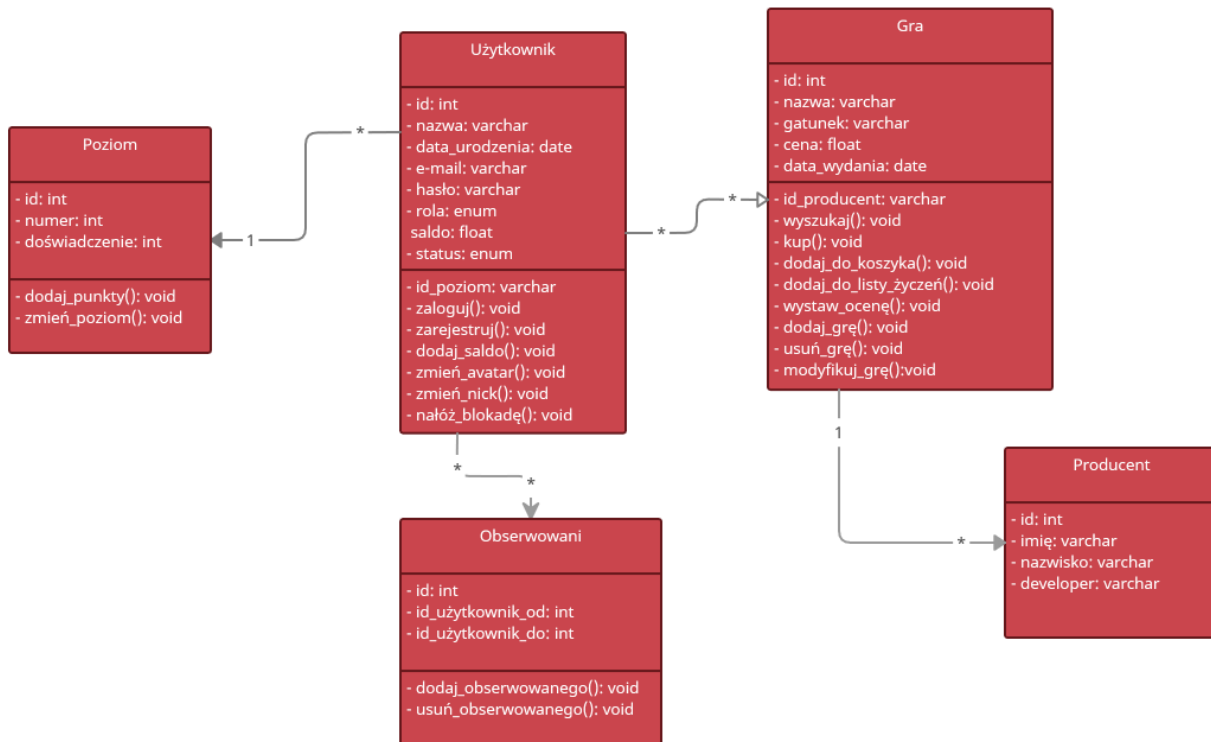 Poziom
- id: int
- numer: int
- doświadczenie: int
- dodaj_punkty(): void
- zmień_poziom(): void
*
1
Użytkownik
- id: int
- nazwa: varchar
- data_urodzenia: date
- e-mail: varchar
- hasło: varchar
- rola: enum
saldo: float
- status: enum
- id_poziom: varchar
- zaloguj(): void
- zarejestruj(): void
- dodaj_saldo(): void
- zmień_avatar(): void
- zmień_nick(): void
- nałóż_blokadę(): void
*
*
Gra
- id: int
- nazwa: varchar
- gatunek: varchar
- cena: float
- data_wydania: date
- id_producent: varchar
- wyszukaj(): void
- kup(): void
- dodaj_do_koszyka(): void
- dodaj_do_listy_życzeń(): void
- wystaw_ocenę(): void
- dodaj_grę(): void
- usuń_grę(): void
- modyfikuj_grę():void
*
*
Obserwowani
- id: int
- id_użytkownik_od: int
- id_użytkownik_do: int
- dodaj_obserwowanego(): void
- usuń_obserwowanego(): void
1
*
Producent
- id: int
- imię: varchar
- nazwisko: varchar
- developer: varchar